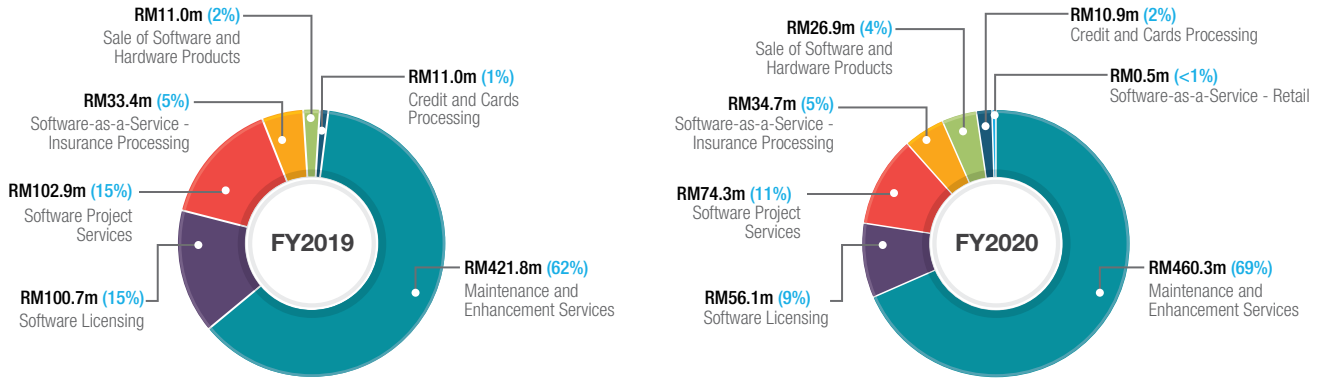 RM11.0m (2%)
Sale of Software and
Hardware Products
RM11.0m (1%)
Credit and Cards
Processing
RM33.4m (5%)
Software-as-a-Service -
Insurance Processing
RM102.9m (15%)
Software Project
Services
RM100.7m (15%)
Software Licensing
FY2019
RM421.8m (62%)
Maintenance and
Enhancement Services
RM10.9m (2%)
Credit and Cards Processing
RM26.9m (4%)
Sale of Software and
Hardware Products
RM0.5m (<1%)
Software-as-a-Service - Retail
RM34.7m (5%)
Software-as-a-Service -
Insurance Processing
RM74.3m (11%)
Software Project
Services
RM56.1m (9%)
Software Licensing
FY2020
RM460.3m (69%)
Maintenance and
Enhancement Services